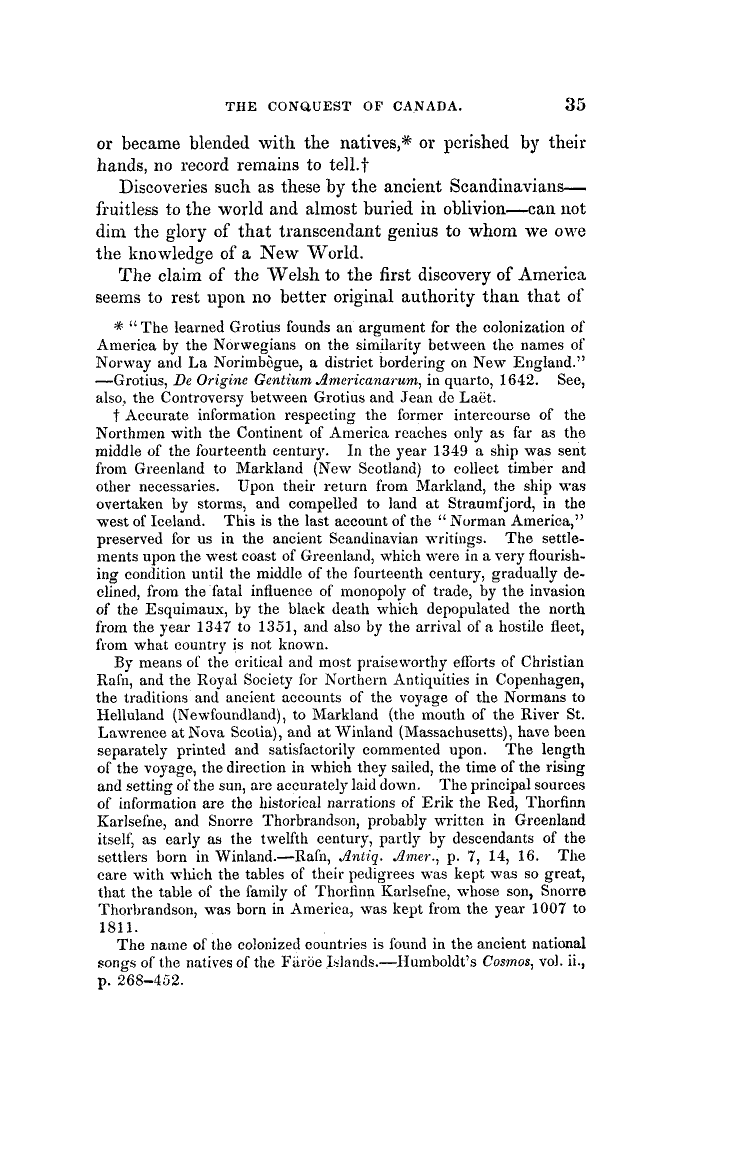 THE CONQUEST OF CANADA. 35
or became blended with the natives,* or perished by their
hands, no record remains to tell.†
Discoveries such as these by the ancient Scandinavians—
fruitless to the world and almost buried in oblivion—can not
dim the glory of that transcendant genius to whom we owe
the knowledge of a New World.
The claim of the Welsh to the first discovery of America
seems to rest upon no better original authority than that of
* "The learned Grotius founds an argument for the colonization of
America by the Norwegians on the similarity between the names of
Norway and La Norimbègue, a district bordering on New England."
—Grotius, De Origine Gentium Americanarum, in quarto, 1642. See,
also, the Controversy between Grotius and Jean de Laët.
† Accurate information respecting the former intercourse of the
Northmen with the Continent of America reaches only as far as the
middle of the fourteenth century. In the year 1349 a ship was sent
from Greenland to Markland (New Scotland) to collect timber and
other necessaries. Upon their return from Markland, the ship was
overtaken by storms, and compelled to land at Straumfjord, in the
west of Iceland. This is the last account of the "Norman America,"
preserved for us in the ancient Scandinavian writings. The settle-
ments upon the west coast of Greenland, which were in a very flourish-
ing condition until the middle of the fourteenth century, gradually de-
clined, from the fatal influence of monopoly of trade, by the invasion
of the Esquimaux, by the black death which depopulated the north
from the year 1347 to 1351, and also by the arrival of a hostile fleet,
from what country is not known.
By means of the critical and most praiseworthy efforts of Christian
Rafn, and the Royal Society for Northern Antiquities in Copenhagen,
the traditions and ancient accounts of the voyage of the Normans to
Helluland (Newfoundland), to Markland (the mouth of the River St.
Lawrence at Nova Scotia), and at Winland (Massachusetts), have been
separately printed and satisfactorily commented upon. The length
of the voyage, the direction in which they sailed, the time of the rising
and setting of the sun, are accurately laid down. The principal sources
of information are the historical narrations of Erik the Red, Thorfinn
Karlsefne, and Snorre Thorbrandson, probably written in Greenland
itself, as early as the twelfth century, partly by descendants of the
settlers born in Winland.—Rafn, Antiq. Amer., p. 7, 14, 16. The
care with which the tables of their pedigrees was kept was so great,
that the table of the family of Thorfinn Karlsefne, whose son, Snorre
Thorbrandson, was born in America, was kept from the year 1007 to
1811.
The name of the colonized countries is found in the ancient national
songs of the natives of the Färöe Islands.—Humboldt's Cosmos, vol. ii.,
p. 268–452.